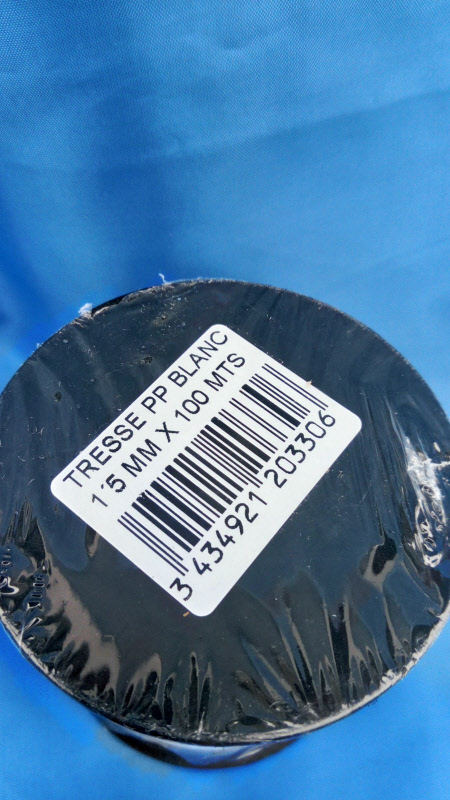 TRESSE PP BLANC
1'5 MM X 100 MTS
3 434921 203306